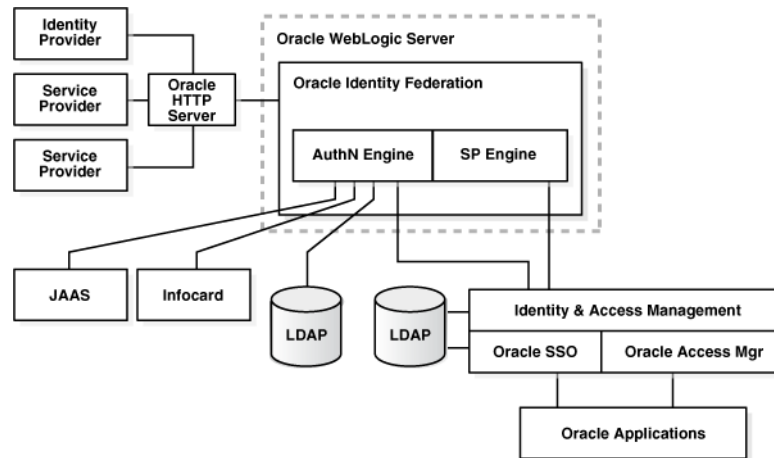 Identity
Provider
Service
Provider
Service
Provider
Oracle
HTTP
Server
Oracle WebLogic Server
Oracle Identity Federation
AuthN Engine
SP Engine
JAAS
Infocard
LDAP
LDAP
Identity & Access Management
Oracle SSO
Oracle Access Mgr
Oracle Applications